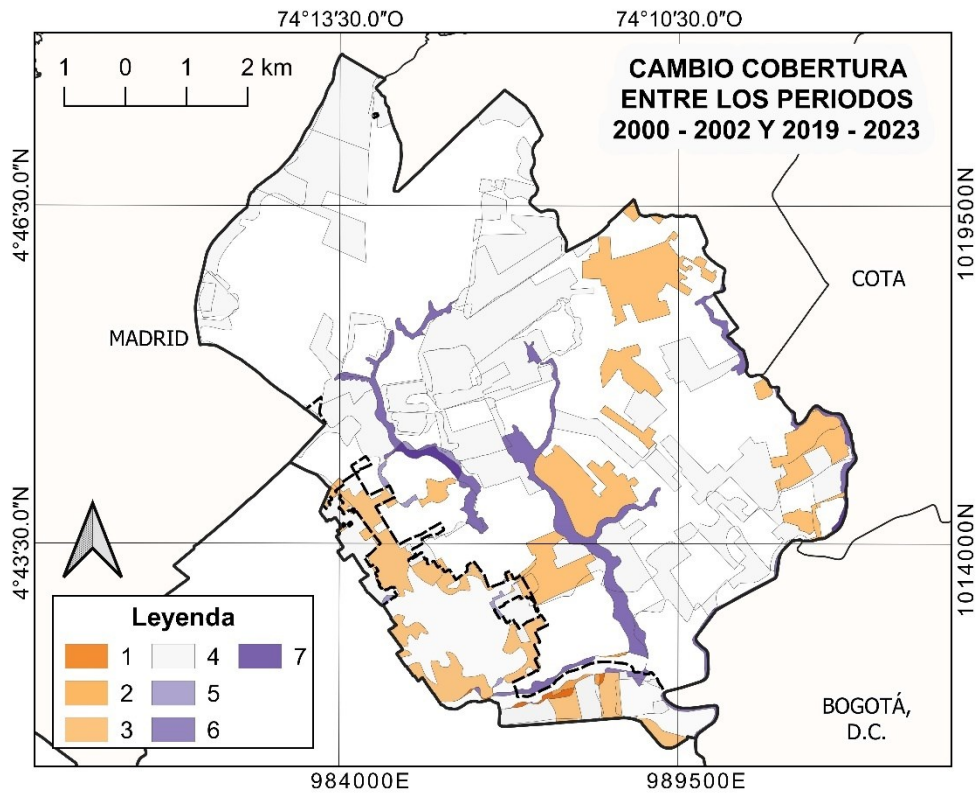 74°13'30.0"O
74°10'30.0"O
1 0 1 2 km
CAMBIO COBERTURA
ENTRE LOS PERIODOS
2000 - 2002 Y 2019 - 2023
4°46'30.0"N
1019500N
COTA
MADRID
4°43'30.0"N
1014000N
Leyenda
1 4 7
2 5
3 6
BOGOTÁ,
D.C.
984000E
989500E